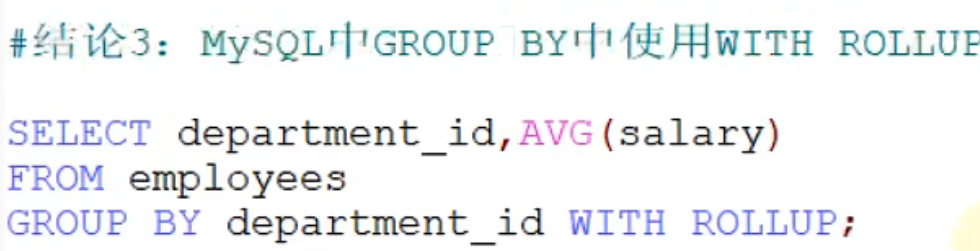 #结论3：MySQL中GROUP BY中使用WITH ROLLUP
SELECT department_id,AVG(salary)
FROM employees
GROUP BY department_id WITH ROLLUP;